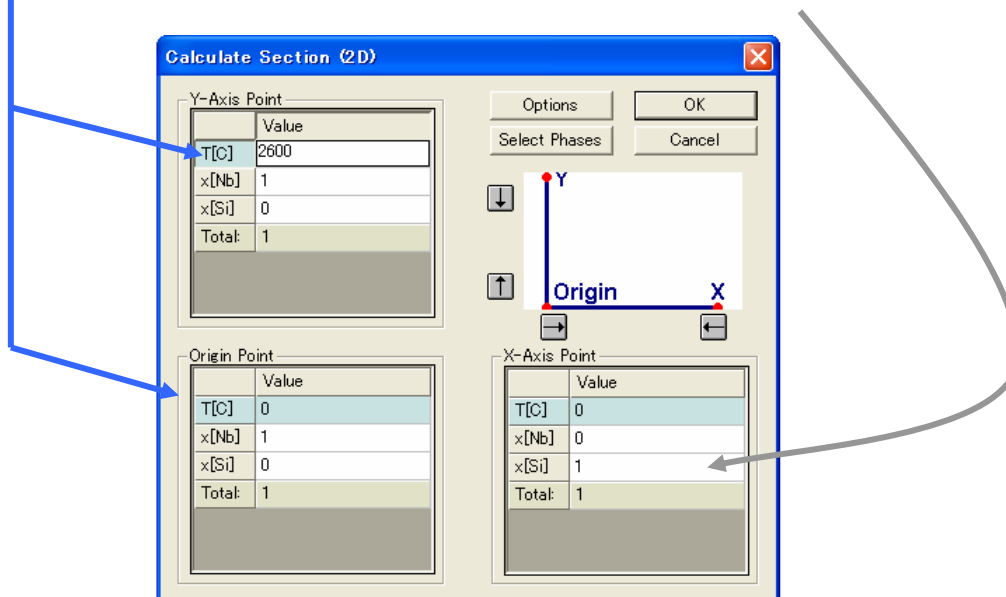 Calculate Section (2D)
Y-Axis Point
Value
T[C] 2600
x[Nb] 1
x[Si] 0
Total: 1
Options
OK
Select Phases
Cancel
Y
Origin
X
Origin Point
Value
T[C] 0
x[Nb] 1
x[Si] 0
Total: 1
X-Axis Point
Value
T[C] 0
x[Nb] 0
x[Si] 1
Total: 1